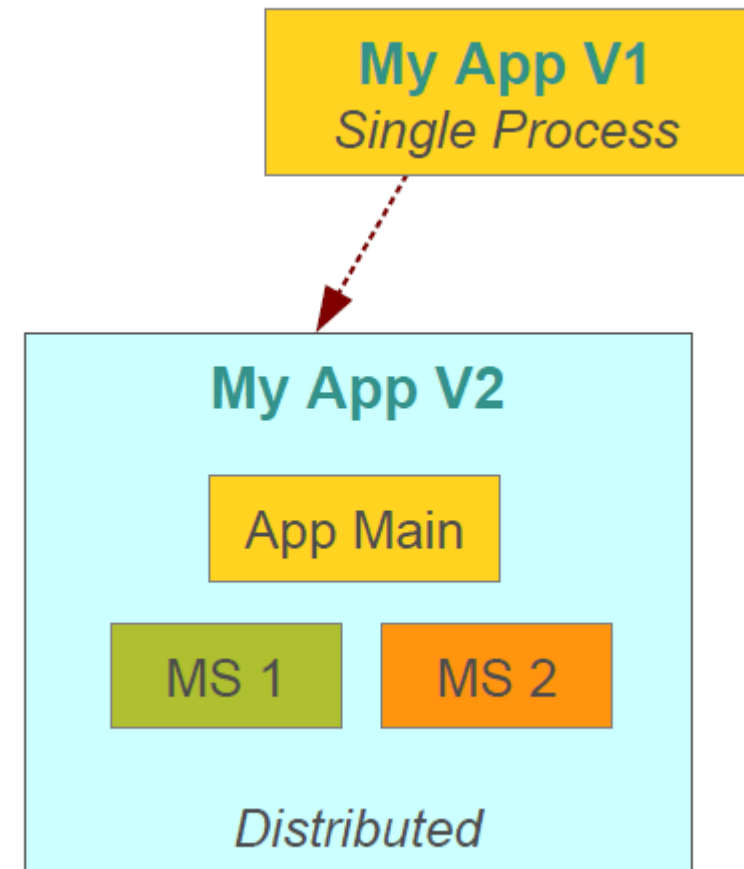 My App V1
Single Process
My App V2
App Main
MS 1
MS 2
Distributed